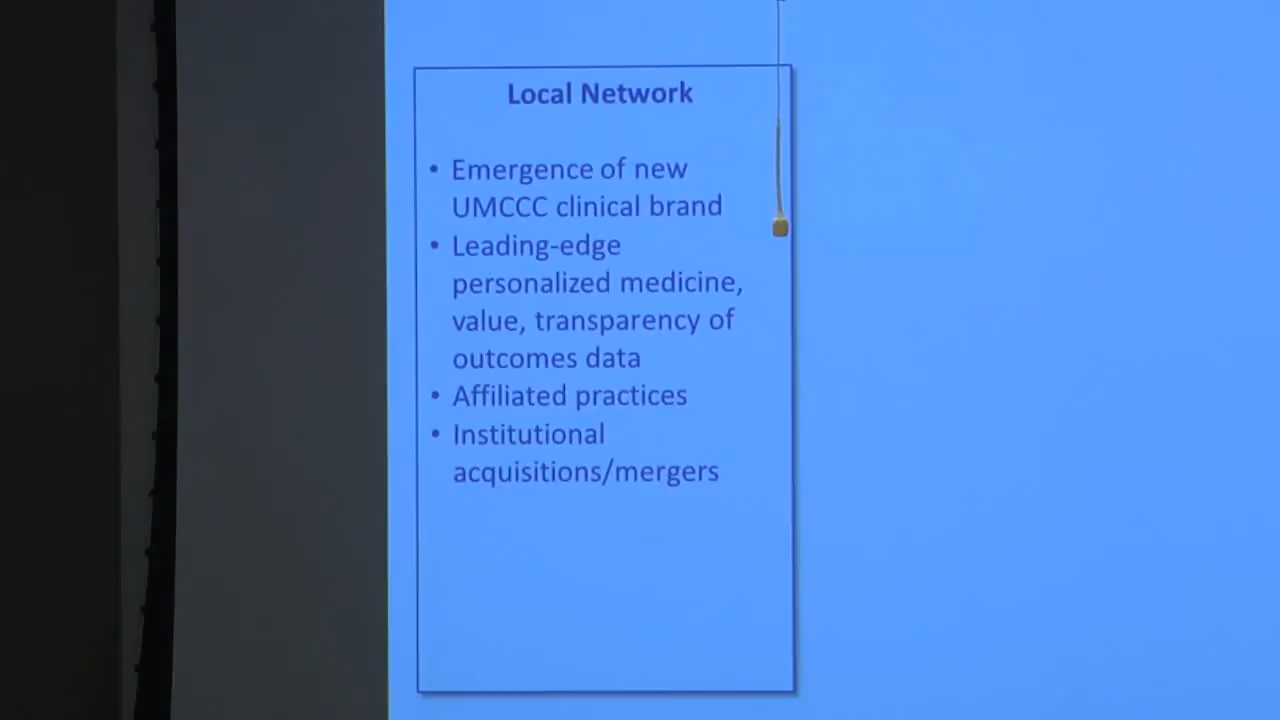 Local Network
• Emergence of new
UMCCC clinical brand
• Leading-edge
personalized medicine,
value, transparency of
outcomes data
• Affiliated practices
• Institutional
acquisitions/mergers